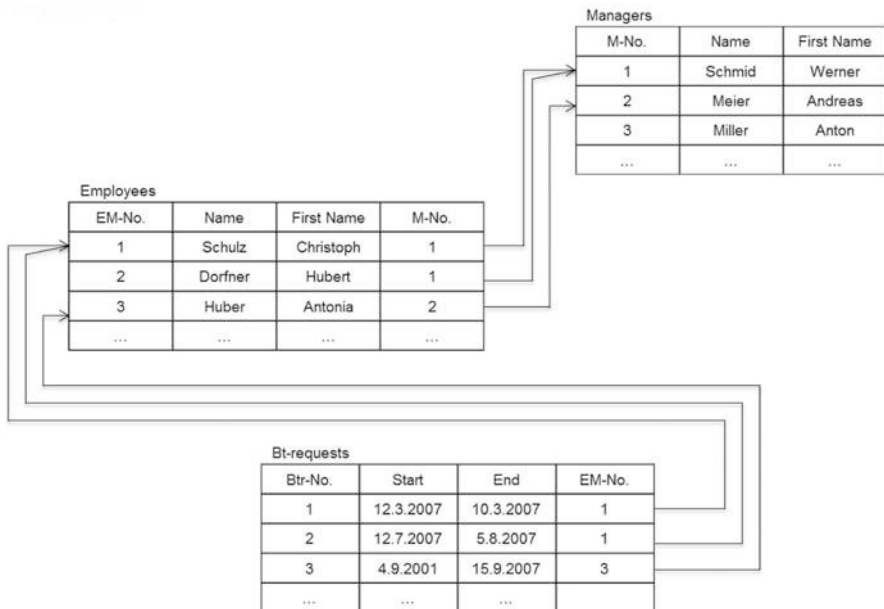 Managers
M-No. Name First Name
1 Schmid Werner
2 Meier Andreas
3 Miller Anton
... ... ...
Employees
EM-No. Name First Name M-No.
1 Schulz Christoph 1
2 Dorfner Hubert 1
3 Huber Antonia 2
... ... ... ...
Bt-requests
Btr-No. Start End EM-No.
1 12.3.2007 10.3.2007 1
2 12.7.2007 5.8.2007 1
3 4.9.2001 15.9.2007 3
... ... ...